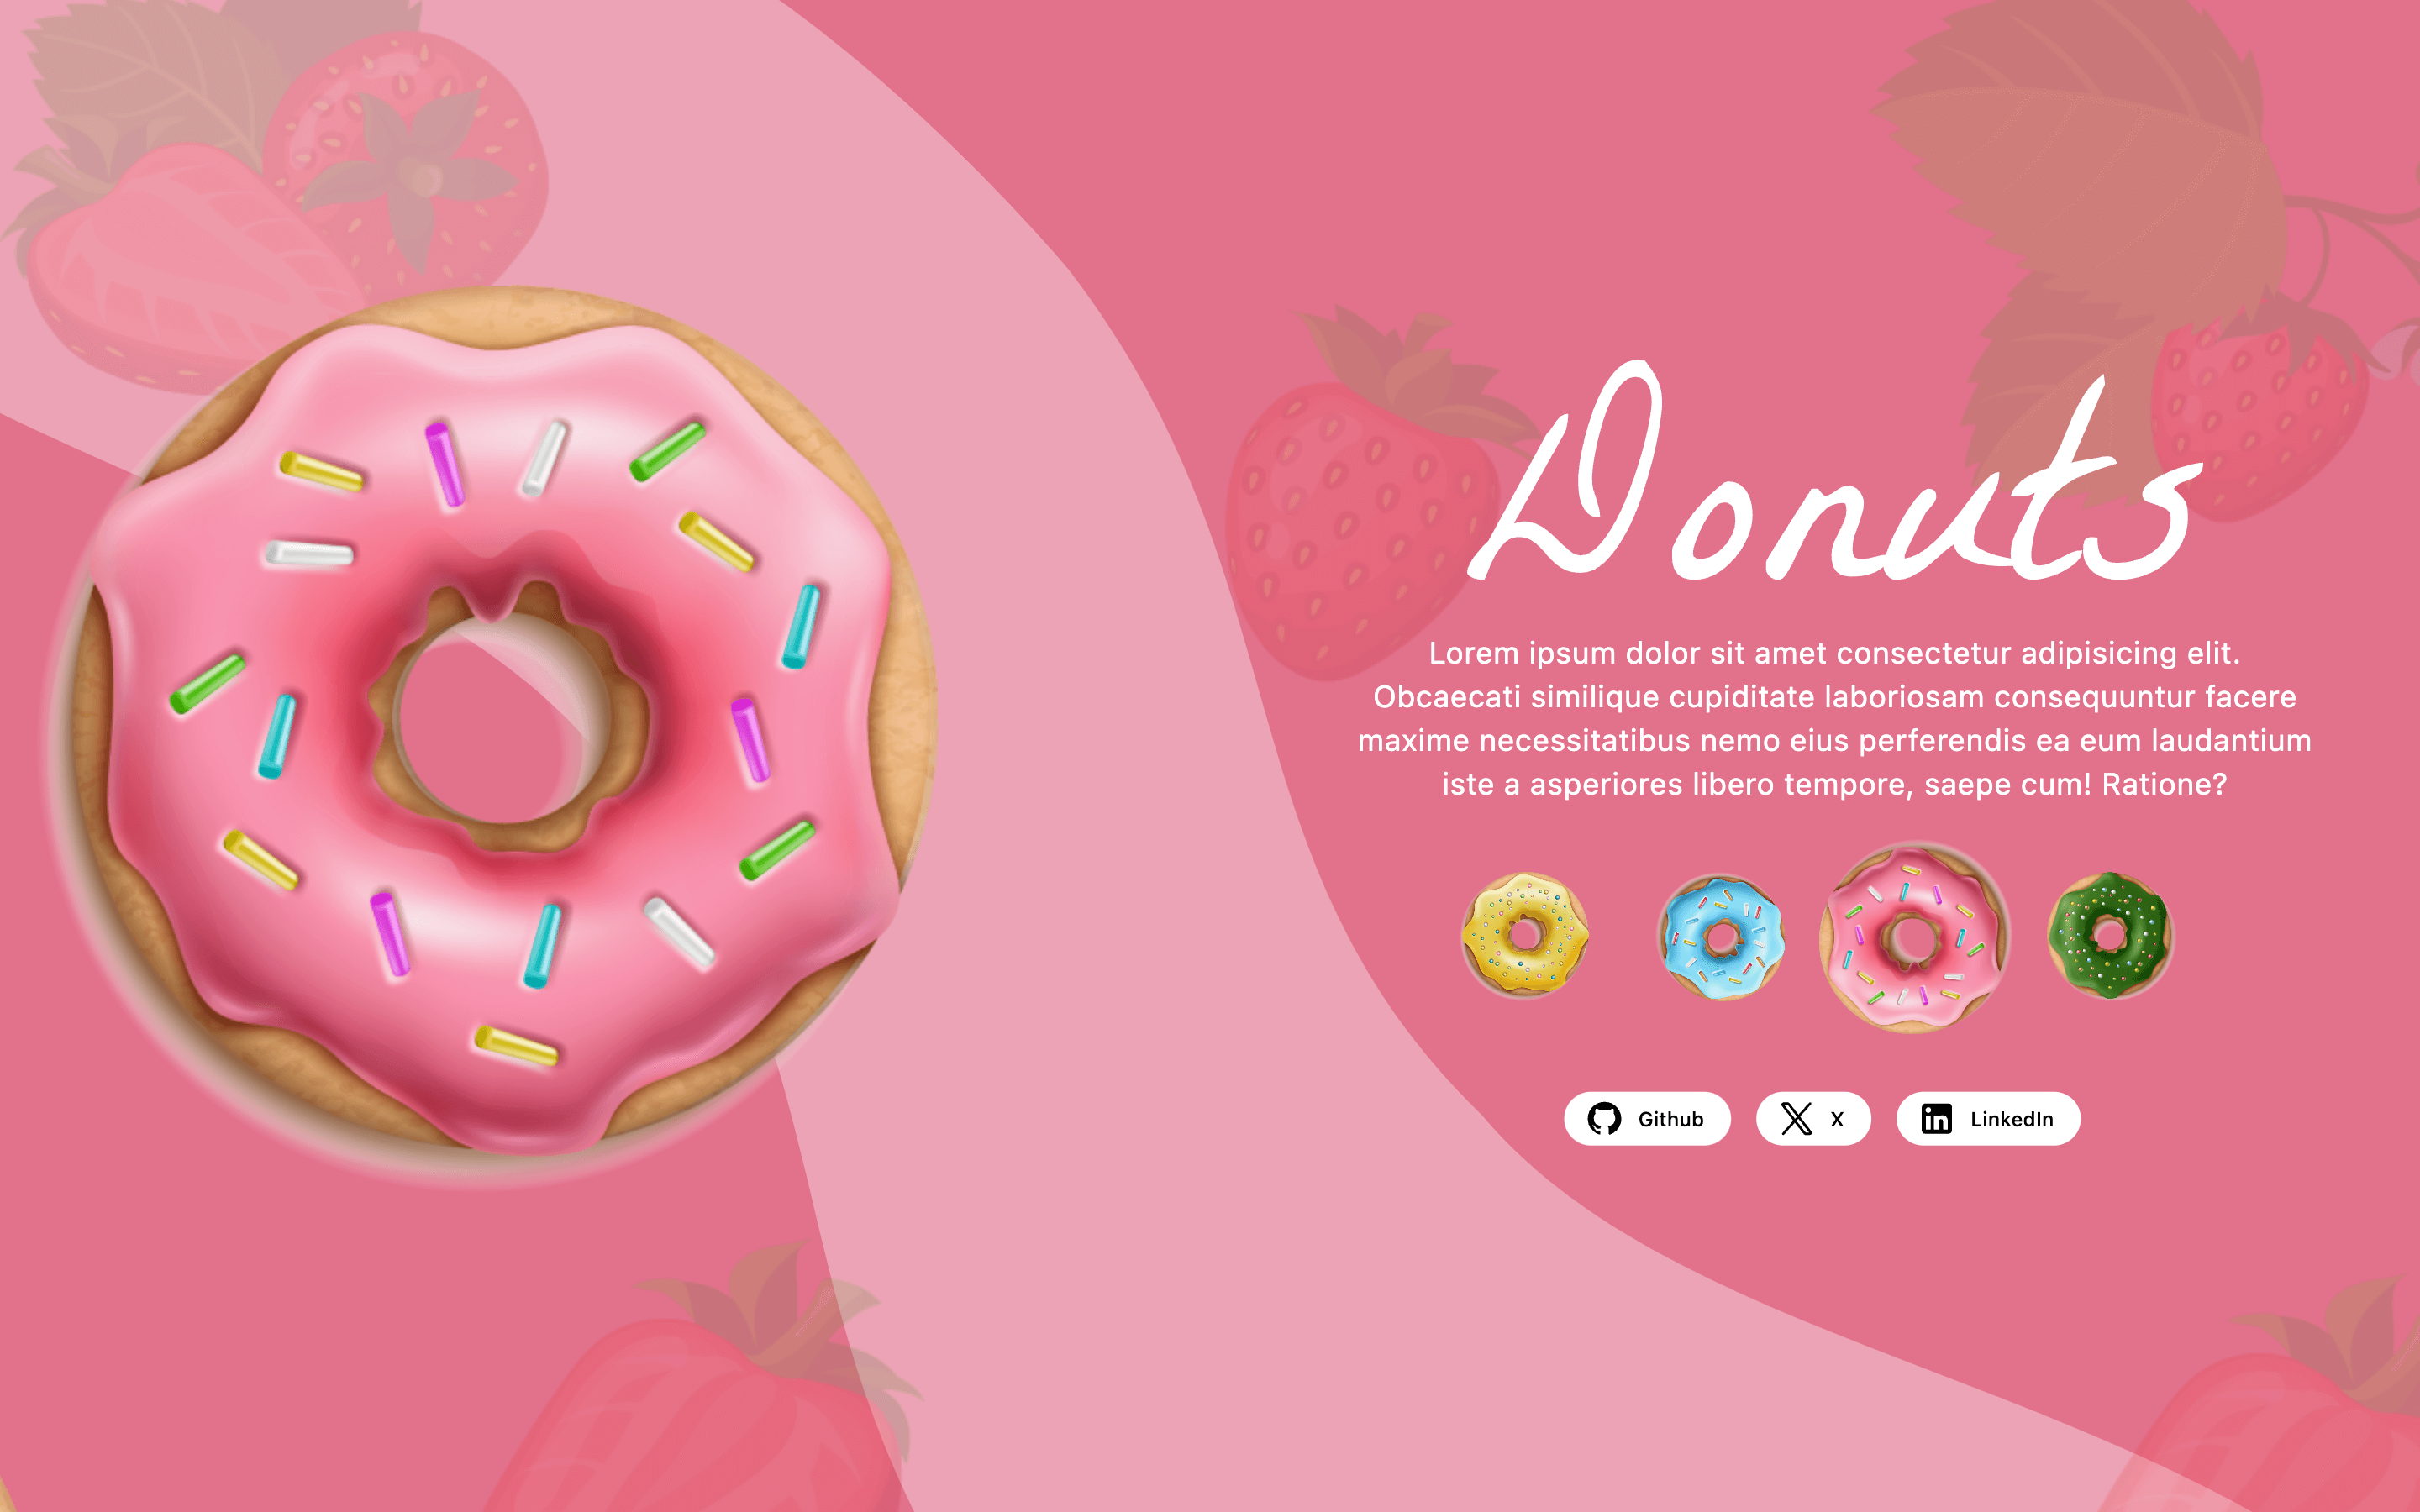 Donuts
Lorem ipsum dolor sit amet consectetur adipisicing elit.
Obcaecati similique cupiditate laboriosam consequuntur facere
maxime necessitatibus nemo eius perferendis ea eum laudantium
iste a asperiores libero tempore, saepe cum! Ratione?
Github X LinkedIn